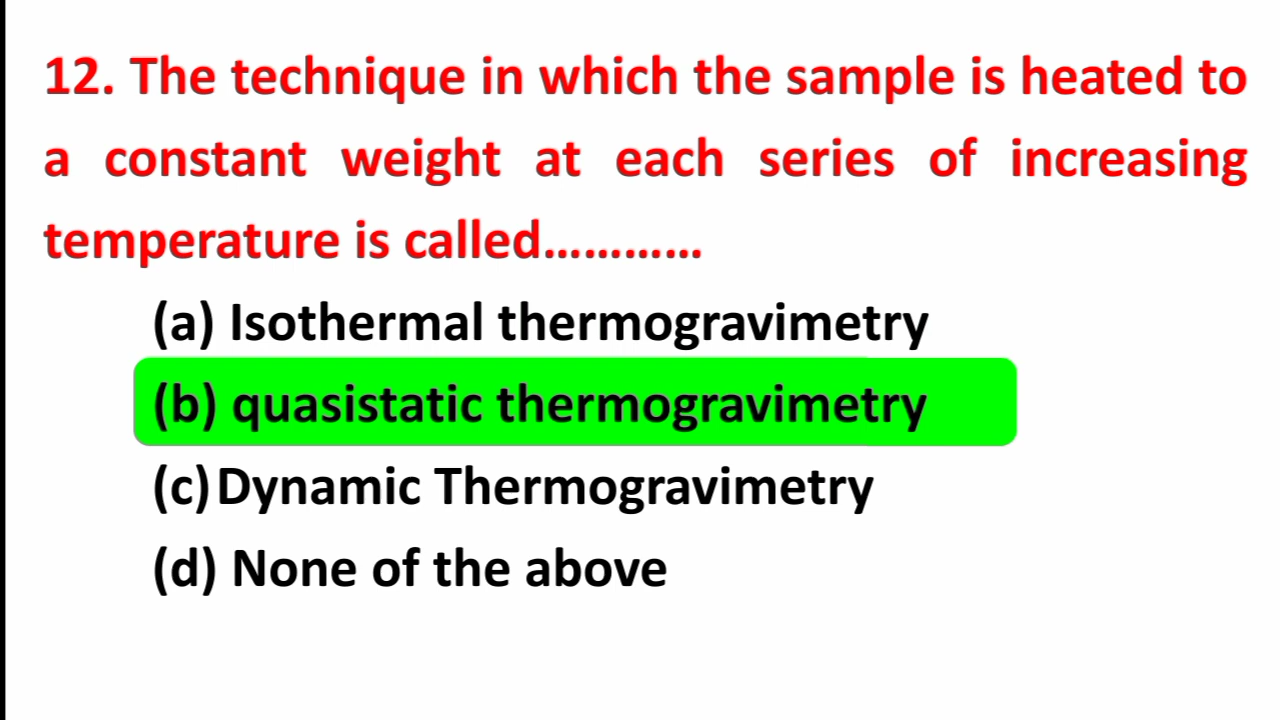 12. The technique in which the sample is heated to
a constant weight at each series of increasing
temperature is called…………
(a) Isothermal thermogravimetry
(b) quasistatic thermogravimetry
(c) Dynamic Thermogravimetry
(d) None of the above